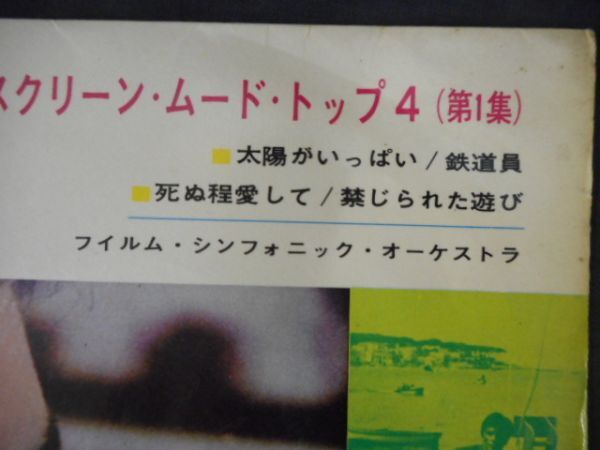 スクリーン・ムード・トップ4(第1集)
太陽がいっぱい/鉄道員
死ぬ程愛して/禁じられた遊び
フイルム・シンフォニック・オーケストラ